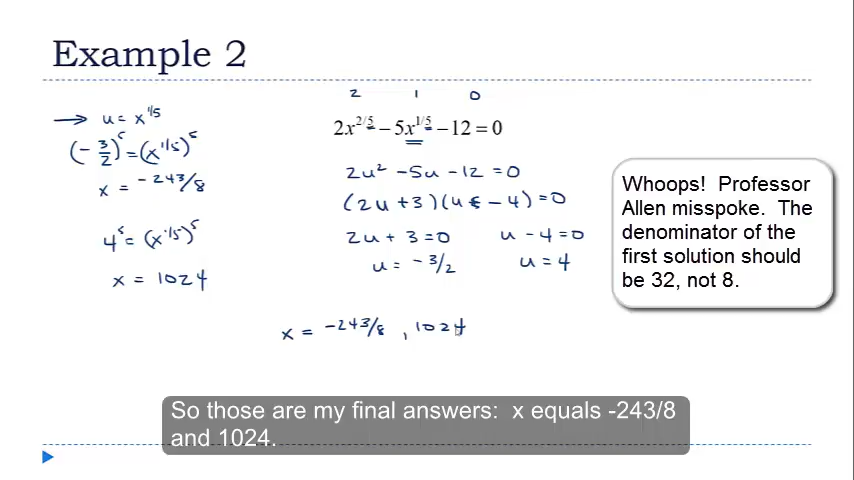 Example 2
2 1 0
u = x^1/5
2x^2/5 − 5x^1/5 − 12 = 0
(− 3/2)^5 = (x^1/5)^5
2u² − 5u − 12 = 0
x = −243/8
(2u + 3)(u − 4) = 0
4^5 = (x^1/5)^5
2u + 3 = 0 u − 4 = 0
u = −3/2 u = 4
x = 1024
x = −243/8 , 1024
Whoops! Professor
Allen misspoke. The
denominator of the
first solution should
be 32, not 8.
So those are my final answers: x equals -243/8
and 1024.